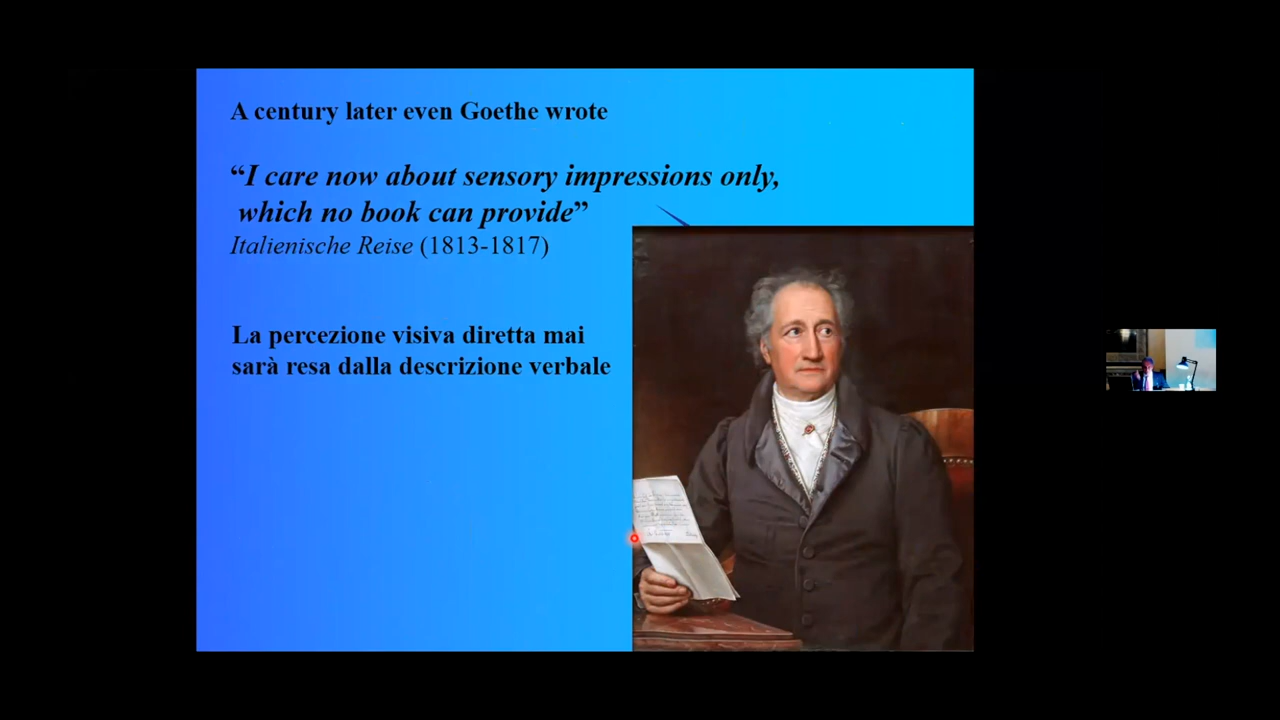 A century later even Goethe wrote
“I care now about sensory impressions only,
which no book can provide”
Italienische Reise (1813-1817)
La percezione visiva diretta mai
sarà resa dalla descrizione verbale